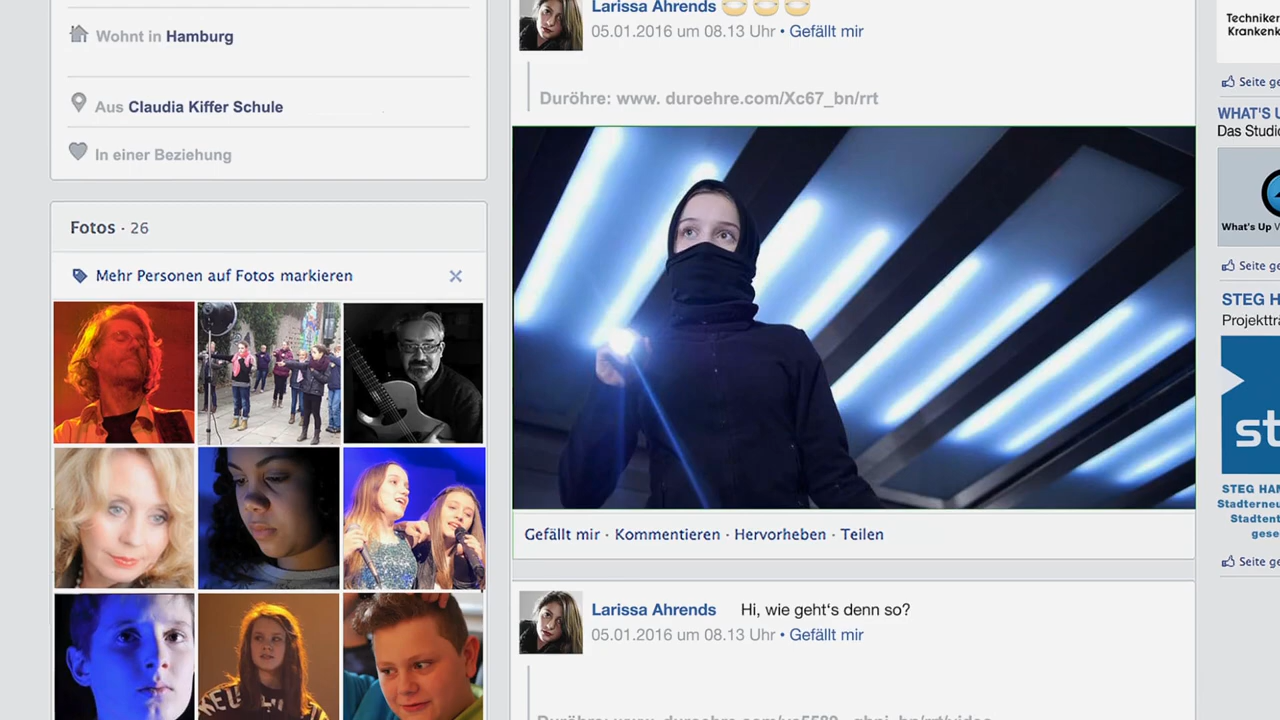 Wohnt in Hamburg
Aus Claudia Kiffer Schule
In einer Beziehung
Fotos · 26
Mehr Personen auf Fotos markieren
Larissa Ahrends
05.01.2016 um 08.13 Uhr • Gefällt mir
Duröhre: www. duroehre.com/Xc67_bn/rrt
Gefällt mir · Kommentieren · Hervorheben · Teilen
Larissa Ahrends Hi, wie geht‘s denn so?
05.01.2016 um 08.13 Uhr • Gefällt mir
Techniker
Krankenk
Seite ge
WHAT'S U
Das Studio
What's Up
Seite ge
STEG H
Projektträ
st
STEG HAM
Stadterneu
Stadtent
gese
Seite ge